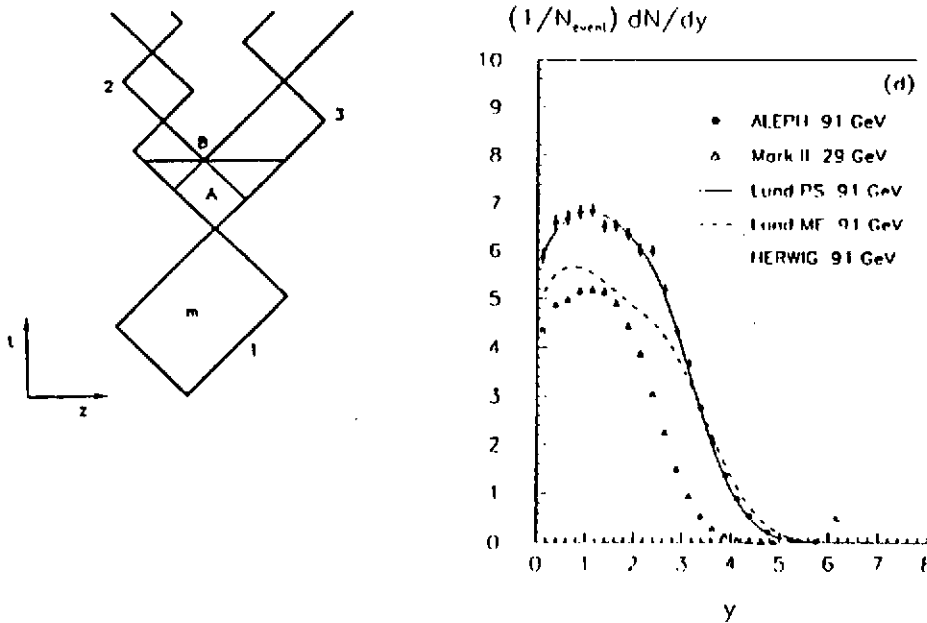 2
3
B
A
m
1
t
z
(1/N_event) dN/dy
(d)
10
9
8
7
6
5
4
3
2
1
0
ALEPH 91 GeV
Mark II 29 GeV
Lund PS 91 GeV
Lund ME 91 GeV
HERWIG 91 GeV
0 1 2 3 4 5 6 7 8
y